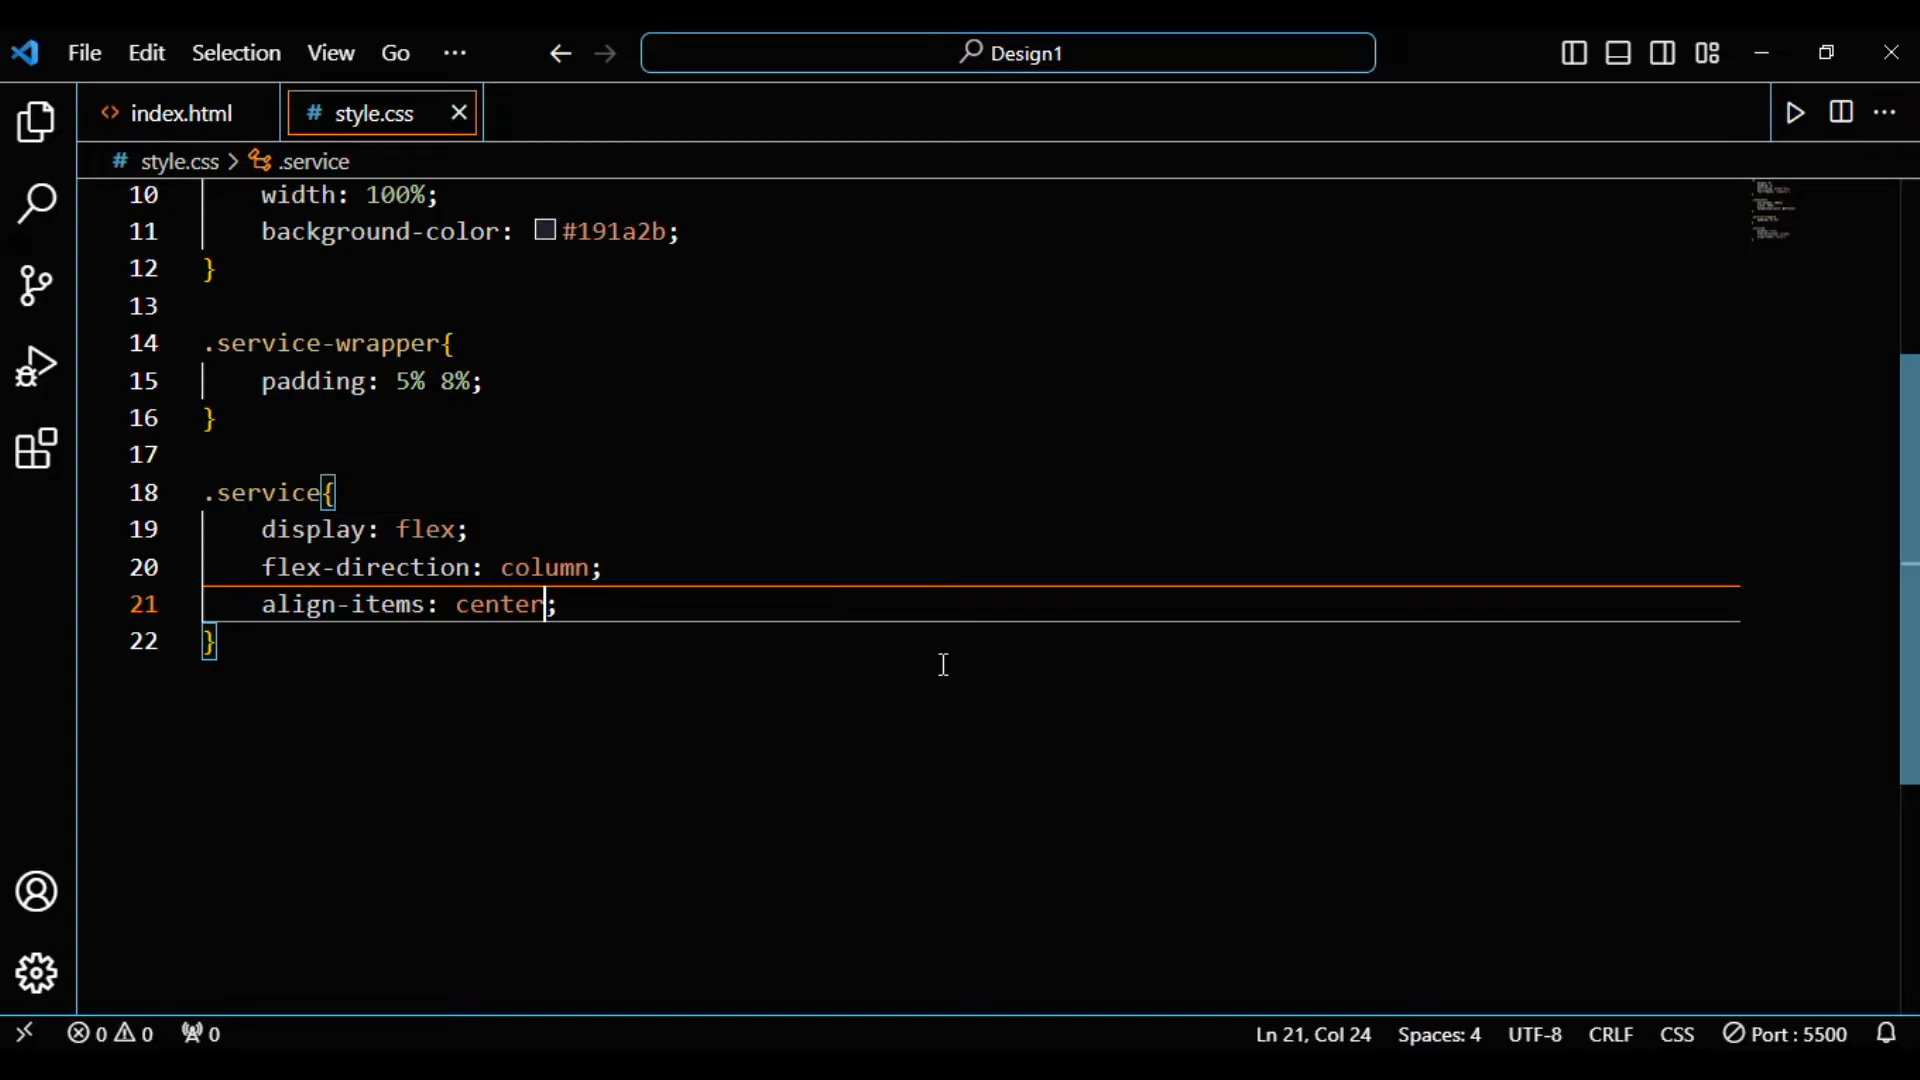 File Edit Selection View Go ··· Design1
index.html # style.css
# style.css > .service
10 width: 100%;
11 background-color: #191a2b;
12 }
13
14 .service-wrapper{
15 padding: 5% 8%;
16 }
17
18 .service{
19 display: flex;
20 flex-direction: column;
21 align-items: center;
22 }
0 0 0 Ln 21, Col 24 Spaces: 4 UTF-8 CRLF CSS Port : 5500